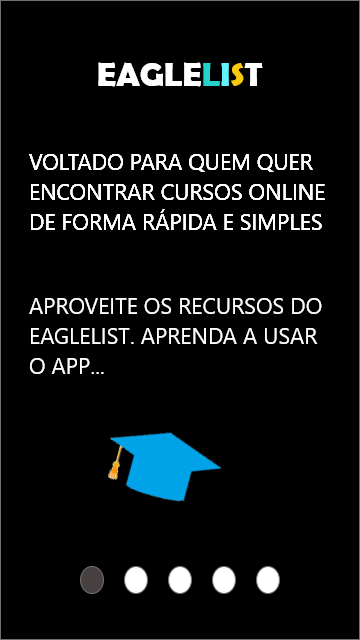 EAGLELIST
VOLTADO PARA QUEM QUER
ENCONTRAR CURSOS ONLINE
DE FORMA RÁPIDA E SIMPLES
APROVEITE OS RECURSOS DO
EAGLELIST. APRENDA A USAR
O APP...